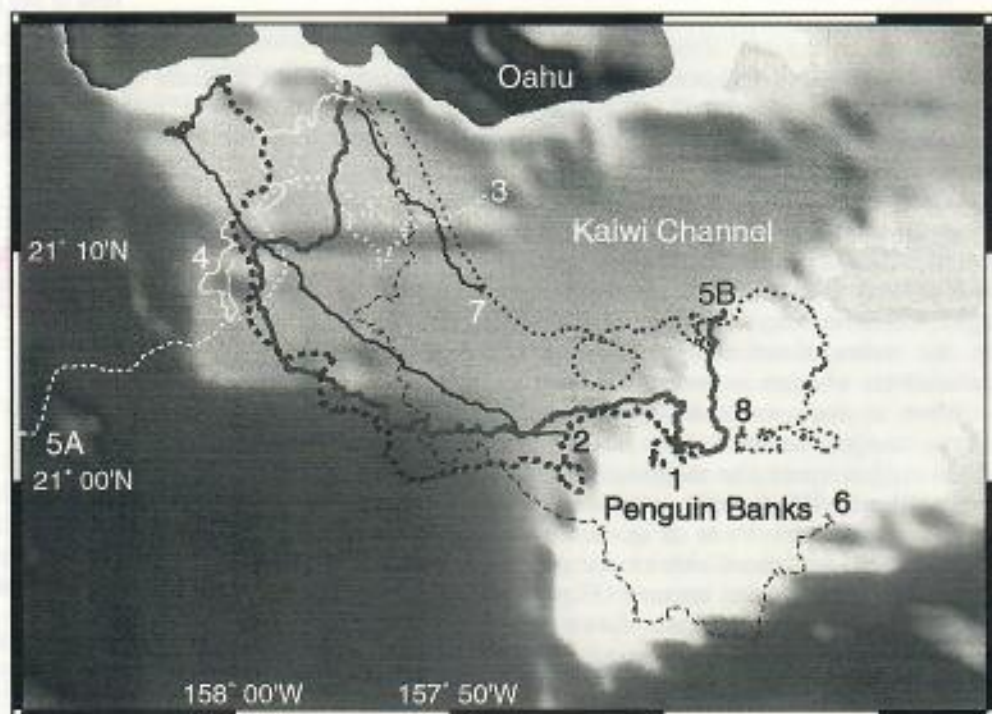 Oahu
3
Kaiwi Channel
21° 10'N
4
7
5B
8
5A
2
21° 00'N
1
Penguin Banks
6
158° 00'W
157° 50'W